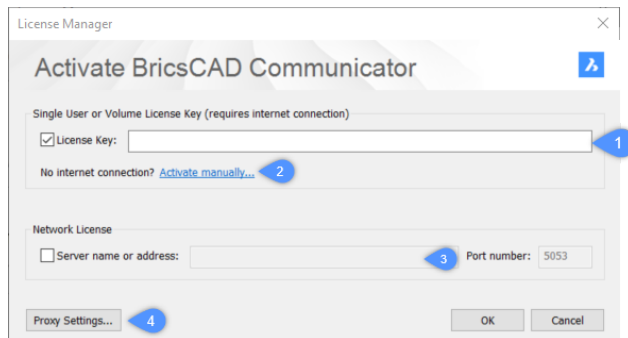 License Manager
Activate BricsCAD Communicator
Single User or Volume License Key (requires internet connection)
License Key:
1
No internet connection? Activate manually...
2
Network License
Server name or address:
3
Port number: 5053
Proxy Settings...
4
OK
Cancel